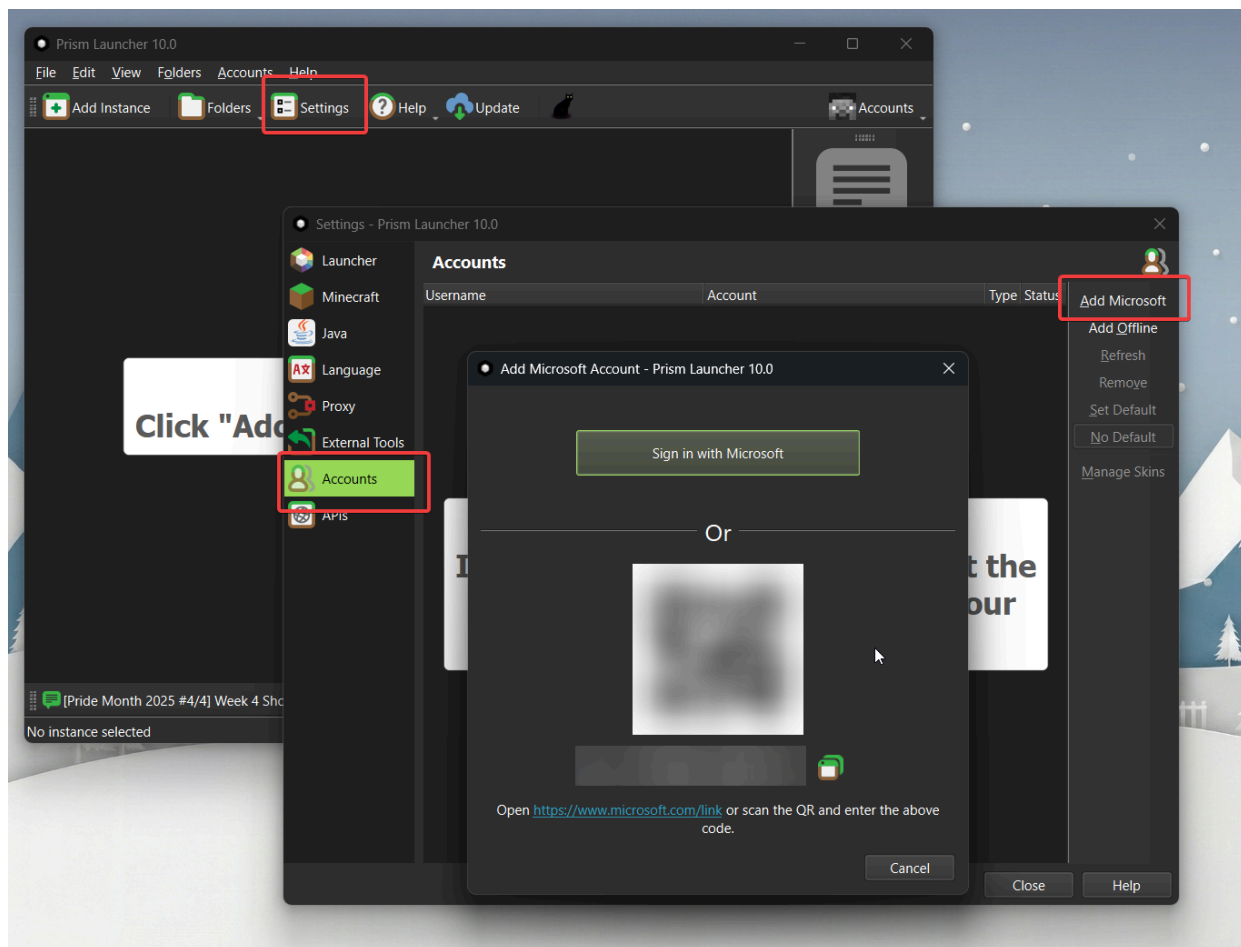 Prism Launcher 10.0
File Edit View Folders Accounts Help
Add Instance Folders Settings Help Update Accounts
Click "Add
[Pride Month 2025 #4/4] Week 4 Sho
No instance selected
Settings - Prism Launcher 10.0
Launcher
Minecraft
Java
Language
Proxy
External Tools
Accounts
APIs
Accounts
Username Account Type Status
Add Microsoft
Add Offline
Refresh
Remove
Set Default
No Default
Manage Skins
t the
our
Add Microsoft Account - Prism Launcher 10.0
Sign in with Microsoft
Or
Open https://www.microsoft.com/link or scan the QR and enter the above
code.
Cancel
Close Help